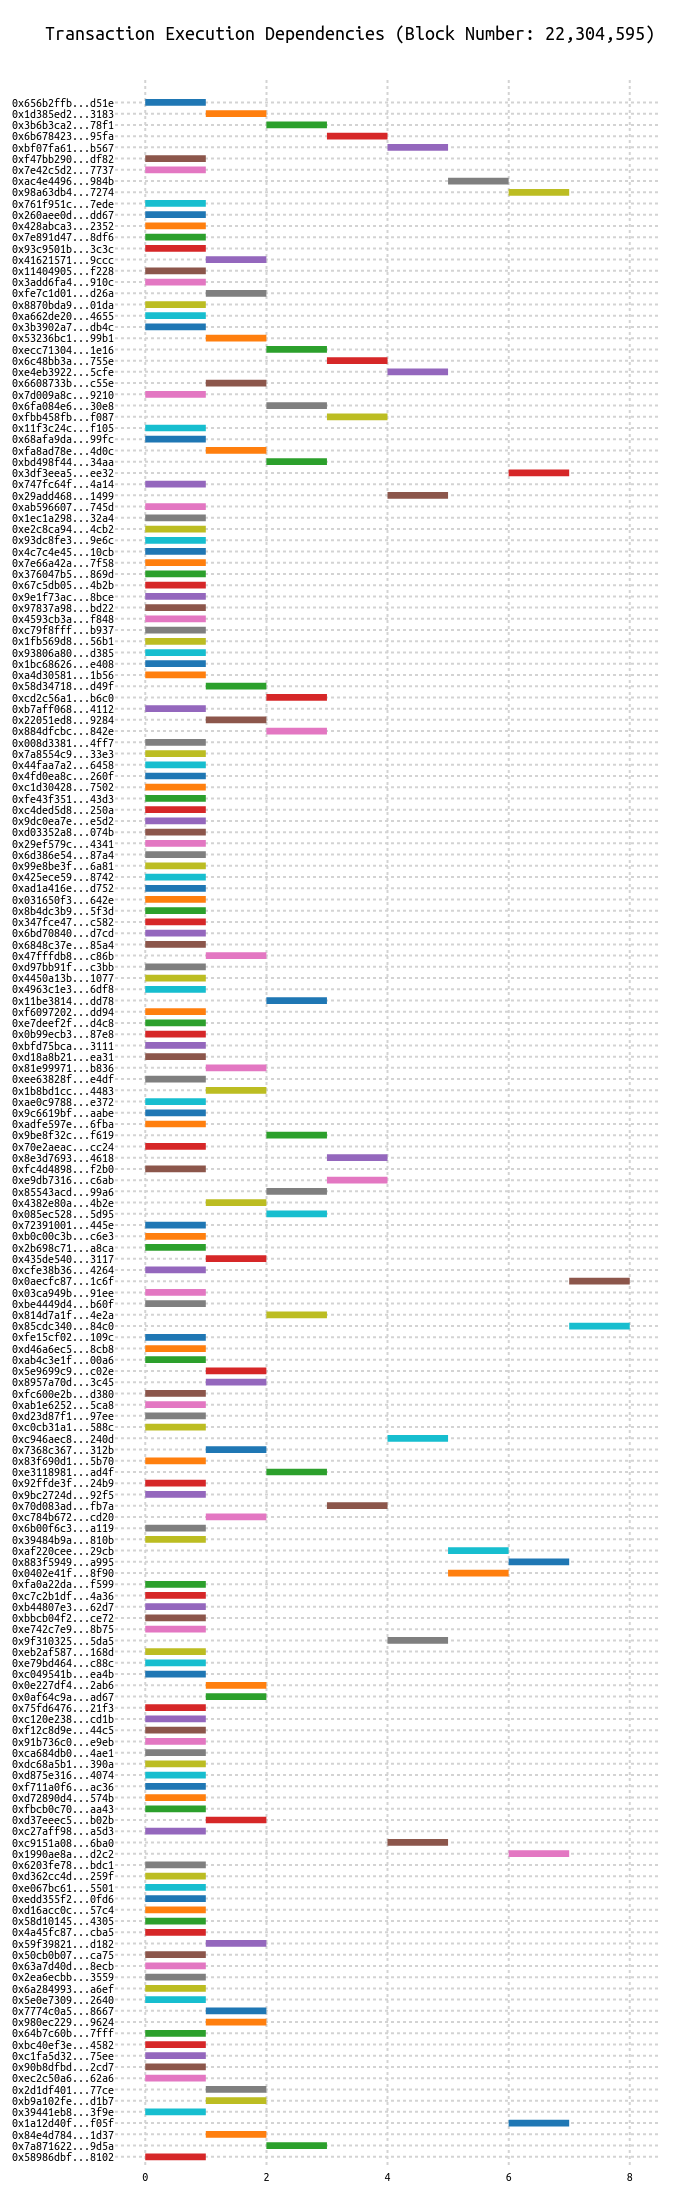 Transaction Execution Dependencies (Block Number: 22,304,595)
0x656b2ffb...d51e
0x1d385ed2...3183
0x3b6b3ca2...78f1
0x6b678423...95fa
0xbf07fa61...b567
0xf47bb290...df82
0x7e42c5d2...7737
0xac4e4496...984b
0x98a63db4...7274
0x761f951c...7ede
0x260aee0d...dd67
0x428abca3...2352
0x7e891d47...8df6
0x93c9501b...3c3c
0x41621571...9ccc
0x11404905...f228
0x3add6fa4...910c
0xfe7c1d01...d26a
0x8870bda9...01da
0xa662de20...4655
0x3b3902a7...db4c
0x53236bc1...99b1
0xecc71304...1e16
0x6c48bb3a...755e
0xe4eb3922...5cfe
0x6608733b...c55e
0x7d009a8c...9210
0x6fa084e6...30e8
0xfbb458fb...f087
0x11f3c24c...f105
0x68afa9da...99fc
0xfa8ad78e...4d0c
0xbd498f44...34aa
0x3df3eea5...ee32
0x747fc64f...4a14
0x29add468...1499
0xab596607...745d
0x1ec1a298...32a4
0xe2c8ca94...4cb2
0x93dc8fe3...9e6c
0x4c7c4e45...10cb
0x7e66a42a...7f58
0x376047b5...869d
0x67c5db05...4b2b
0x9e1f73ac...8bce
0x97837a98...bd22
0x4593cb3a...f848
0xc79f8fff...b937
0x1fb569d8...56b1
0x93806a80...d385
0x1bc68626...e408
0xa4d30581...1b56
0x58d34718...d49f
0xcd2c56a1...b6c0
0xb7aff068...4112
0x22051ed8...9284
0x884dfcbc...842e
0x008d3381...4ff7
0x7a8554c9...33e3
0x44faa7a2...6458
0x4fd0ea8c...260f
0xc1d30428...7502
0xfe43f351...43d3
0xc4ded5d8...250a
0x9dc0ea7e...e5d2
0xd03352a8...074b
0x29ef579c...4341
0x6d386e54...87a4
0x99e8be3f...6a81
0x425ece59...8742
0xad1a416e...d752
0x031650f3...642e
0x8b4dc3b9...5f3d
0x347fce47...c582
0x6bd70840...d7cd
0x6848c37e...85a4
0x47fffdb8...c86b
0xd97bb91f...c3bb
0x4450a13b...1077
0x4963c1e3...6df8
0x11be3814...dd78
0xf6097202...dd94
0xe7deef2f...d4c8
0x0b99ecb3...87e8
0xbfd75bca...3111
0xd18a8b21...ea31
0x81e99971...b836
0xee63828f...e4df
0x1b8bd1cc...4483
0xae0c9788...e372
0x9c6619bf...aabe
0xadfe597e...6fba
0x9be8f32c...f619
0x70e2aeac...cc24
0x8e3d7693...4618
0xfc4d4898...f2b0
0xe9db7316...c6ab
0x85543acd...99a6
0x4382e80a...4b2e
0x085ec528...5d95
0x72391001...445e
0xb0c00c3b...c6e3
0x2b698c71...a8ca
0x435de540...3117
0xcfe38b36...4264
0x0aecfc87...1c6f
0x03ca949b...91ee
0xbe4449d4...b60f
0x814d7a1f...4e2a
0x85cdc340...84c0
0xfe15cf02...109c
0xd46a6ec5...8cb8
0xab4c3e1f...00a6
0x5e9699c9...c02e
0x8957a70d...3c45
0xfc600e2b...d380
0xab1e6252...5ca8
0xd23d87f1...97ee
0xc0cb31a1...588c
0xc946aec8...240d
0x7368c367...312b
0x83f690d1...5b70
0xe3118981...ad4f
0x92ffde3f...24b9
0x9bc2724d...92f5
0x70d083ad...fb7a
0xc784b672...cd20
0x6b00f6c3...a119
0x39484b9a...810b
0xaf220cee...29cb
0x883f5949...a995
0x0402e41f...8f90
0xfa0a22da...f599
0xc7c2b1df...4a36
0xb44807e3...62d7
0xbbcb04f2...ce72
0xe742c7e9...8b75
0x9f310325...5da5
0xeb2af587...168d
0xe79bd464...c88c
0xc049541b...ea4b
0x0e227df4...2ab6
0x0af64c9a...ad67
0x75fd6476...21f3
0xc120e238...cd1b
0xf12c8d9e...44c5
0x91b736c0...e9eb
0xca684db0...4ae1
0xdc68a5b1...390a
0xd875e316...4074
0xf711a0f6...ac36
0xd72890d4...574b
0xfbcb0c70...aa43
0xd37eeec5...b02b
0xc27aff98...a5d3
0xc9151a08...6ba0
0x1990ae8a...d2c2
0x6203fe78...bdc1
0xd362cc4d...259f
0xe067bc61...5501
0xedd355f2...0fd6
0xd16acc0c...57c4
0x58d10145...4305
0x4a45fc87...cba5
0x59f39821...d182
0x50cb0b07...ca75
0x63a7d40d...8ecb
0x2ea6ecbb...3559
0x6a284993...a6ef
0x5e0e7309...2640
0x7774c0a5...8667
0x980ec229...9624
0x64b7c60b...7fff
0xbc40ef3e...4582
0xc1fa5d32...75ee
0x90b8dfbd...2cd7
0xec2c50a6...62a6
0x2d1df401...77ce
0xb9a102fe...d1b7
0x39441eb8...3f9e
0x1a12d40f...f05f
0x84e4d784...1d37
0x7a871622...9d5a
0x58986dbf...8102
0 2 4 6 8